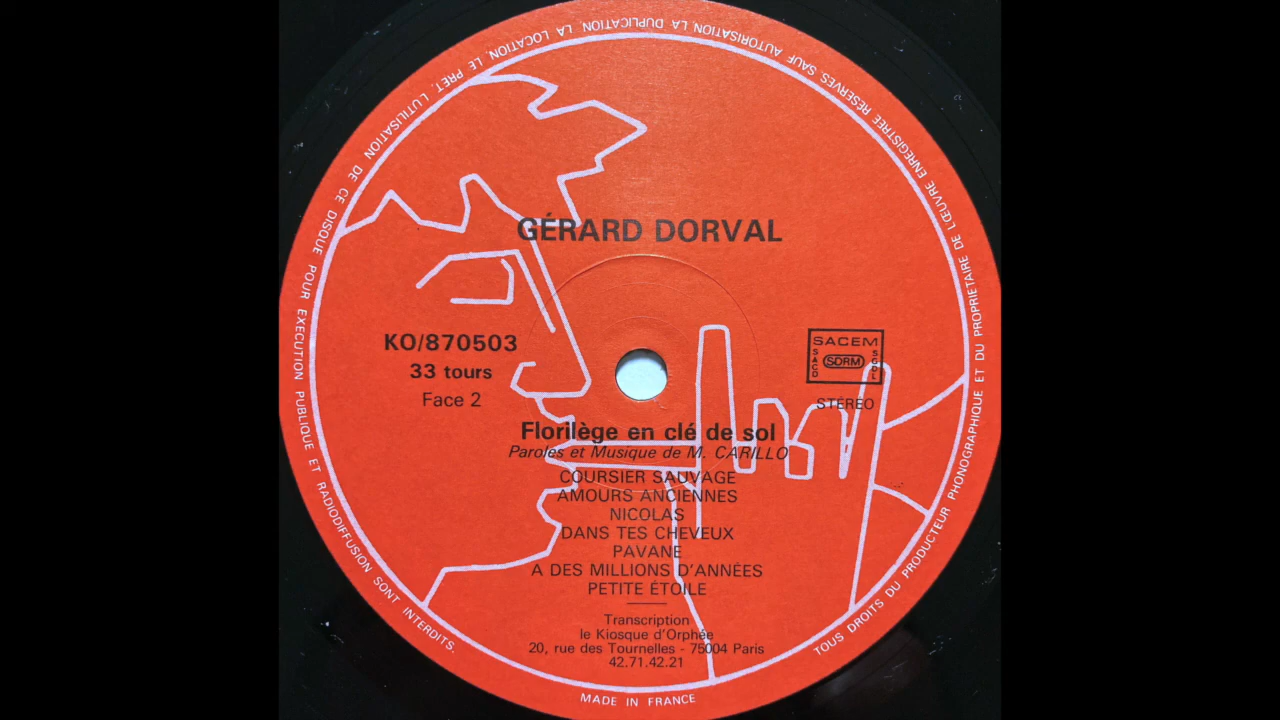 TOUS DROITS DU PRODUCTEUR PHONOGRAPHIQUE ET DU PROPRIETAIRE DE L'ŒUVRE ENREGISTREE RESERVES. SAUF AUTORISATION, LA DUPLICATION, LA LOCATION, LE PRET, L'UTILISATION DE CE DISQUE POUR EXECUTION PUBLIQUE ET RADIODIFFUSION SONT INTERDITS.
GÉRARD DORVAL
KO/870503
33 tours
Face 2
SACEM
SACD
SDRM
SGDL
STÉREO
Florilège en clé de sol
Paroles et Musique de M. CARILLO
COURSIER SAUVAGE
AMOURS ANCIENNES
NICOLAS
DANS TES CHEVEUX
PAVANE
A DES MILLIONS D'ANNÉES
PETITE ÉTOILE
Transcription
le Kiosque d'Orphée
20, rue des Tournelles - 75004 Paris
42.71.42.21
MADE IN FRANCE